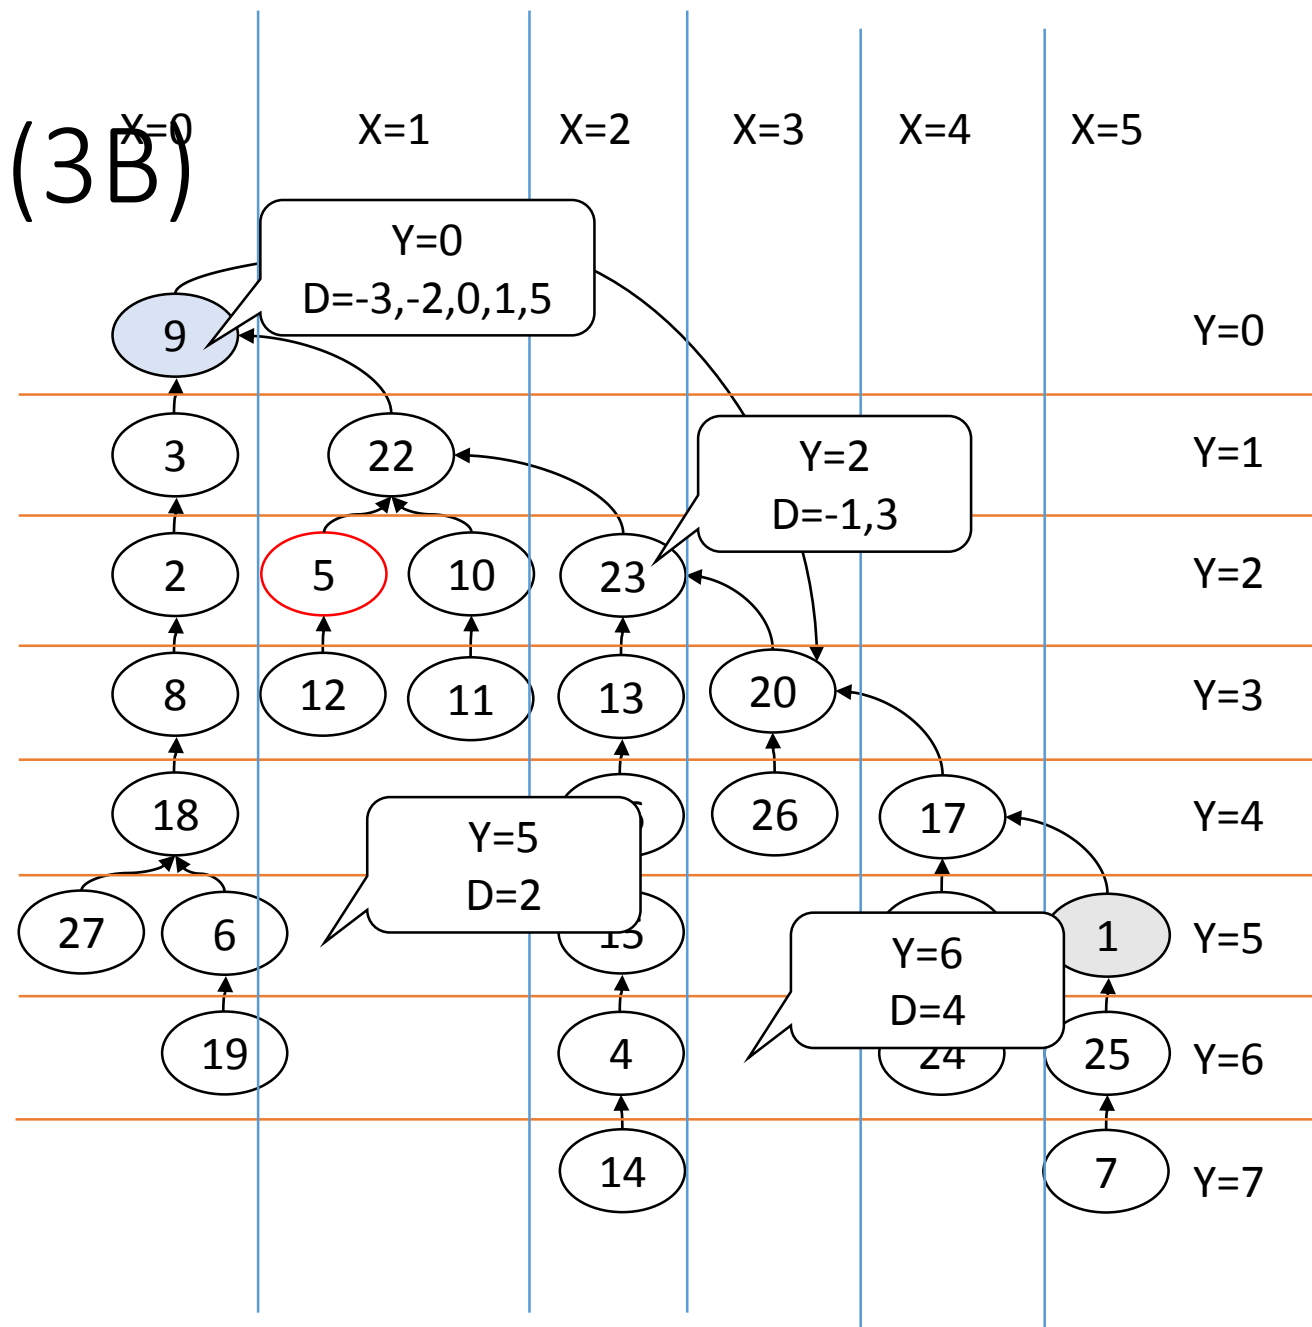 X=0 X=1 X=2 X=3 X=4 X=5
(3B)
Y=0
D=-3,-2,0,1,5
9 Y=0
3 22 Y=1
Y=2
D=-1,3
2 5 10 23 Y=2
8 12 11 13 20 Y=3
18 26 17 Y=4
Y=5
D=2
27 6 1 Y=5
Y=6
D=4
19 4 24 25 Y=6
14 7 Y=7